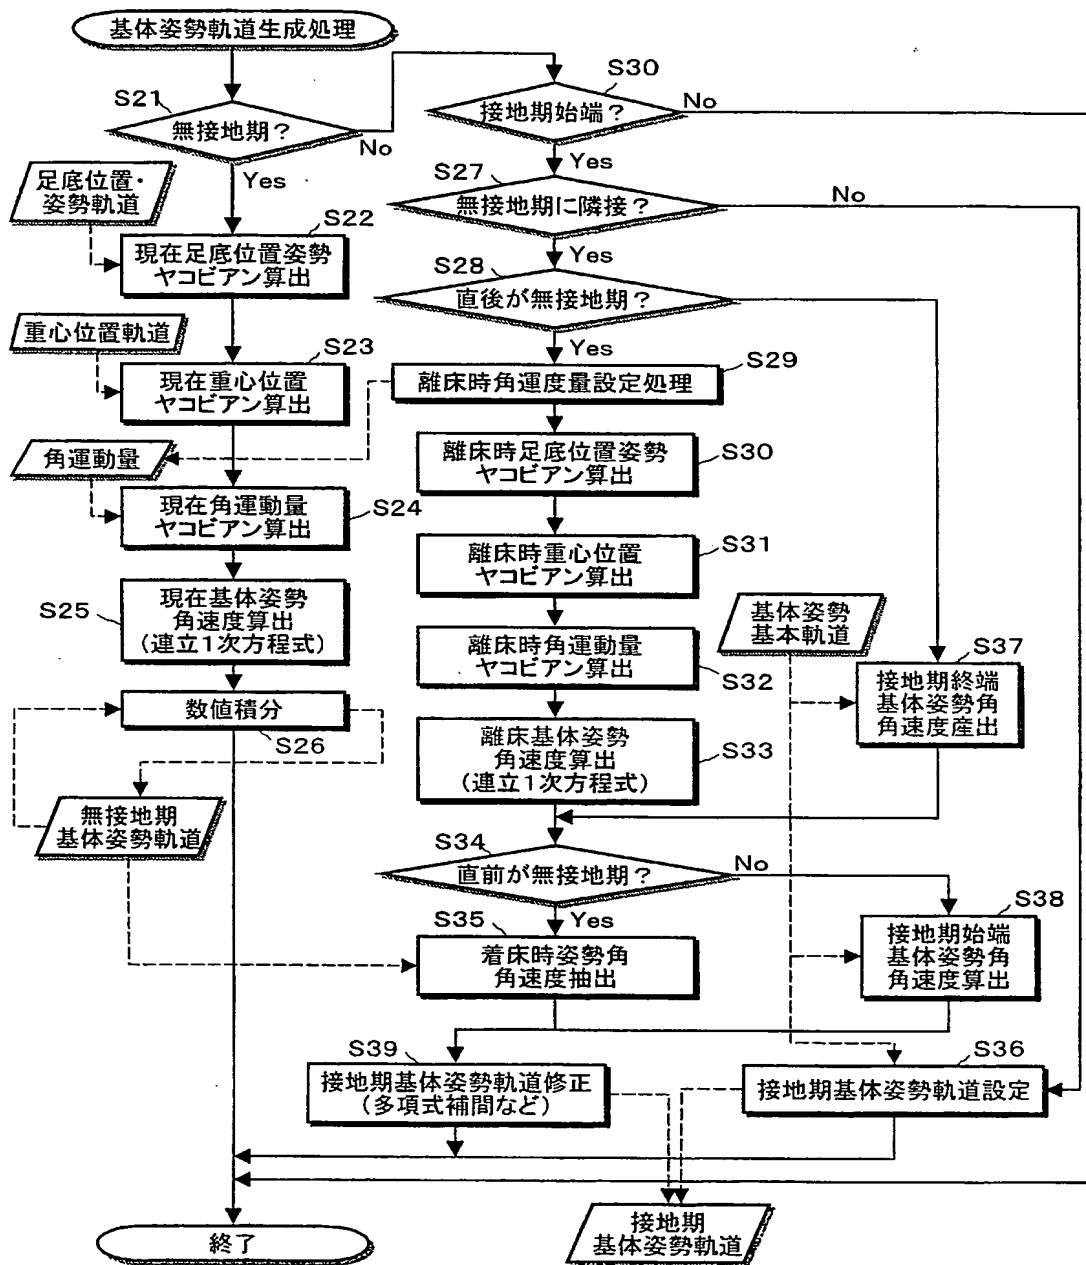 基体姿勢軌道生成処理
S21
無接地期？
No
Yes
足底位置・
姿勢軌道
S22
現在足底位置姿勢
ヤコビアン算出
重心位置軌道
S23
現在重心位置
ヤコビアン算出
角運動量
現在角運動量
ヤコビアン算出
S24
S25
現在基体姿勢
角速度算出
(連立1次方程式)
数値積分
S26
無接地期
基体姿勢軌道
S30
接地期始端？
No
Yes
S27
無接地期に隣接？
No
Yes
S28
直後が無接地期？
Yes
S29
離床時角運度量設定処理
離床時足底位置姿勢
ヤコビアン算出
S30
離床時重心位置
ヤコビアン算出
S31
離床時角運動量
ヤコビアン算出
S32
離床基体姿勢
角速度算出
(連立1次方程式)
S33
基体姿勢
基本軌道
S37
接地期終端
基体姿勢角
角速度産出
S34
直前が無接地期？
No
Yes
S35
着床時姿勢角
角速度抽出
S38
接地期始端
基体姿勢角
角速度算出
S39
接地期基体姿勢軌道修正
(多項式補間など)
S36
接地期基体姿勢軌道設定
接地期
基体姿勢軌道
終了